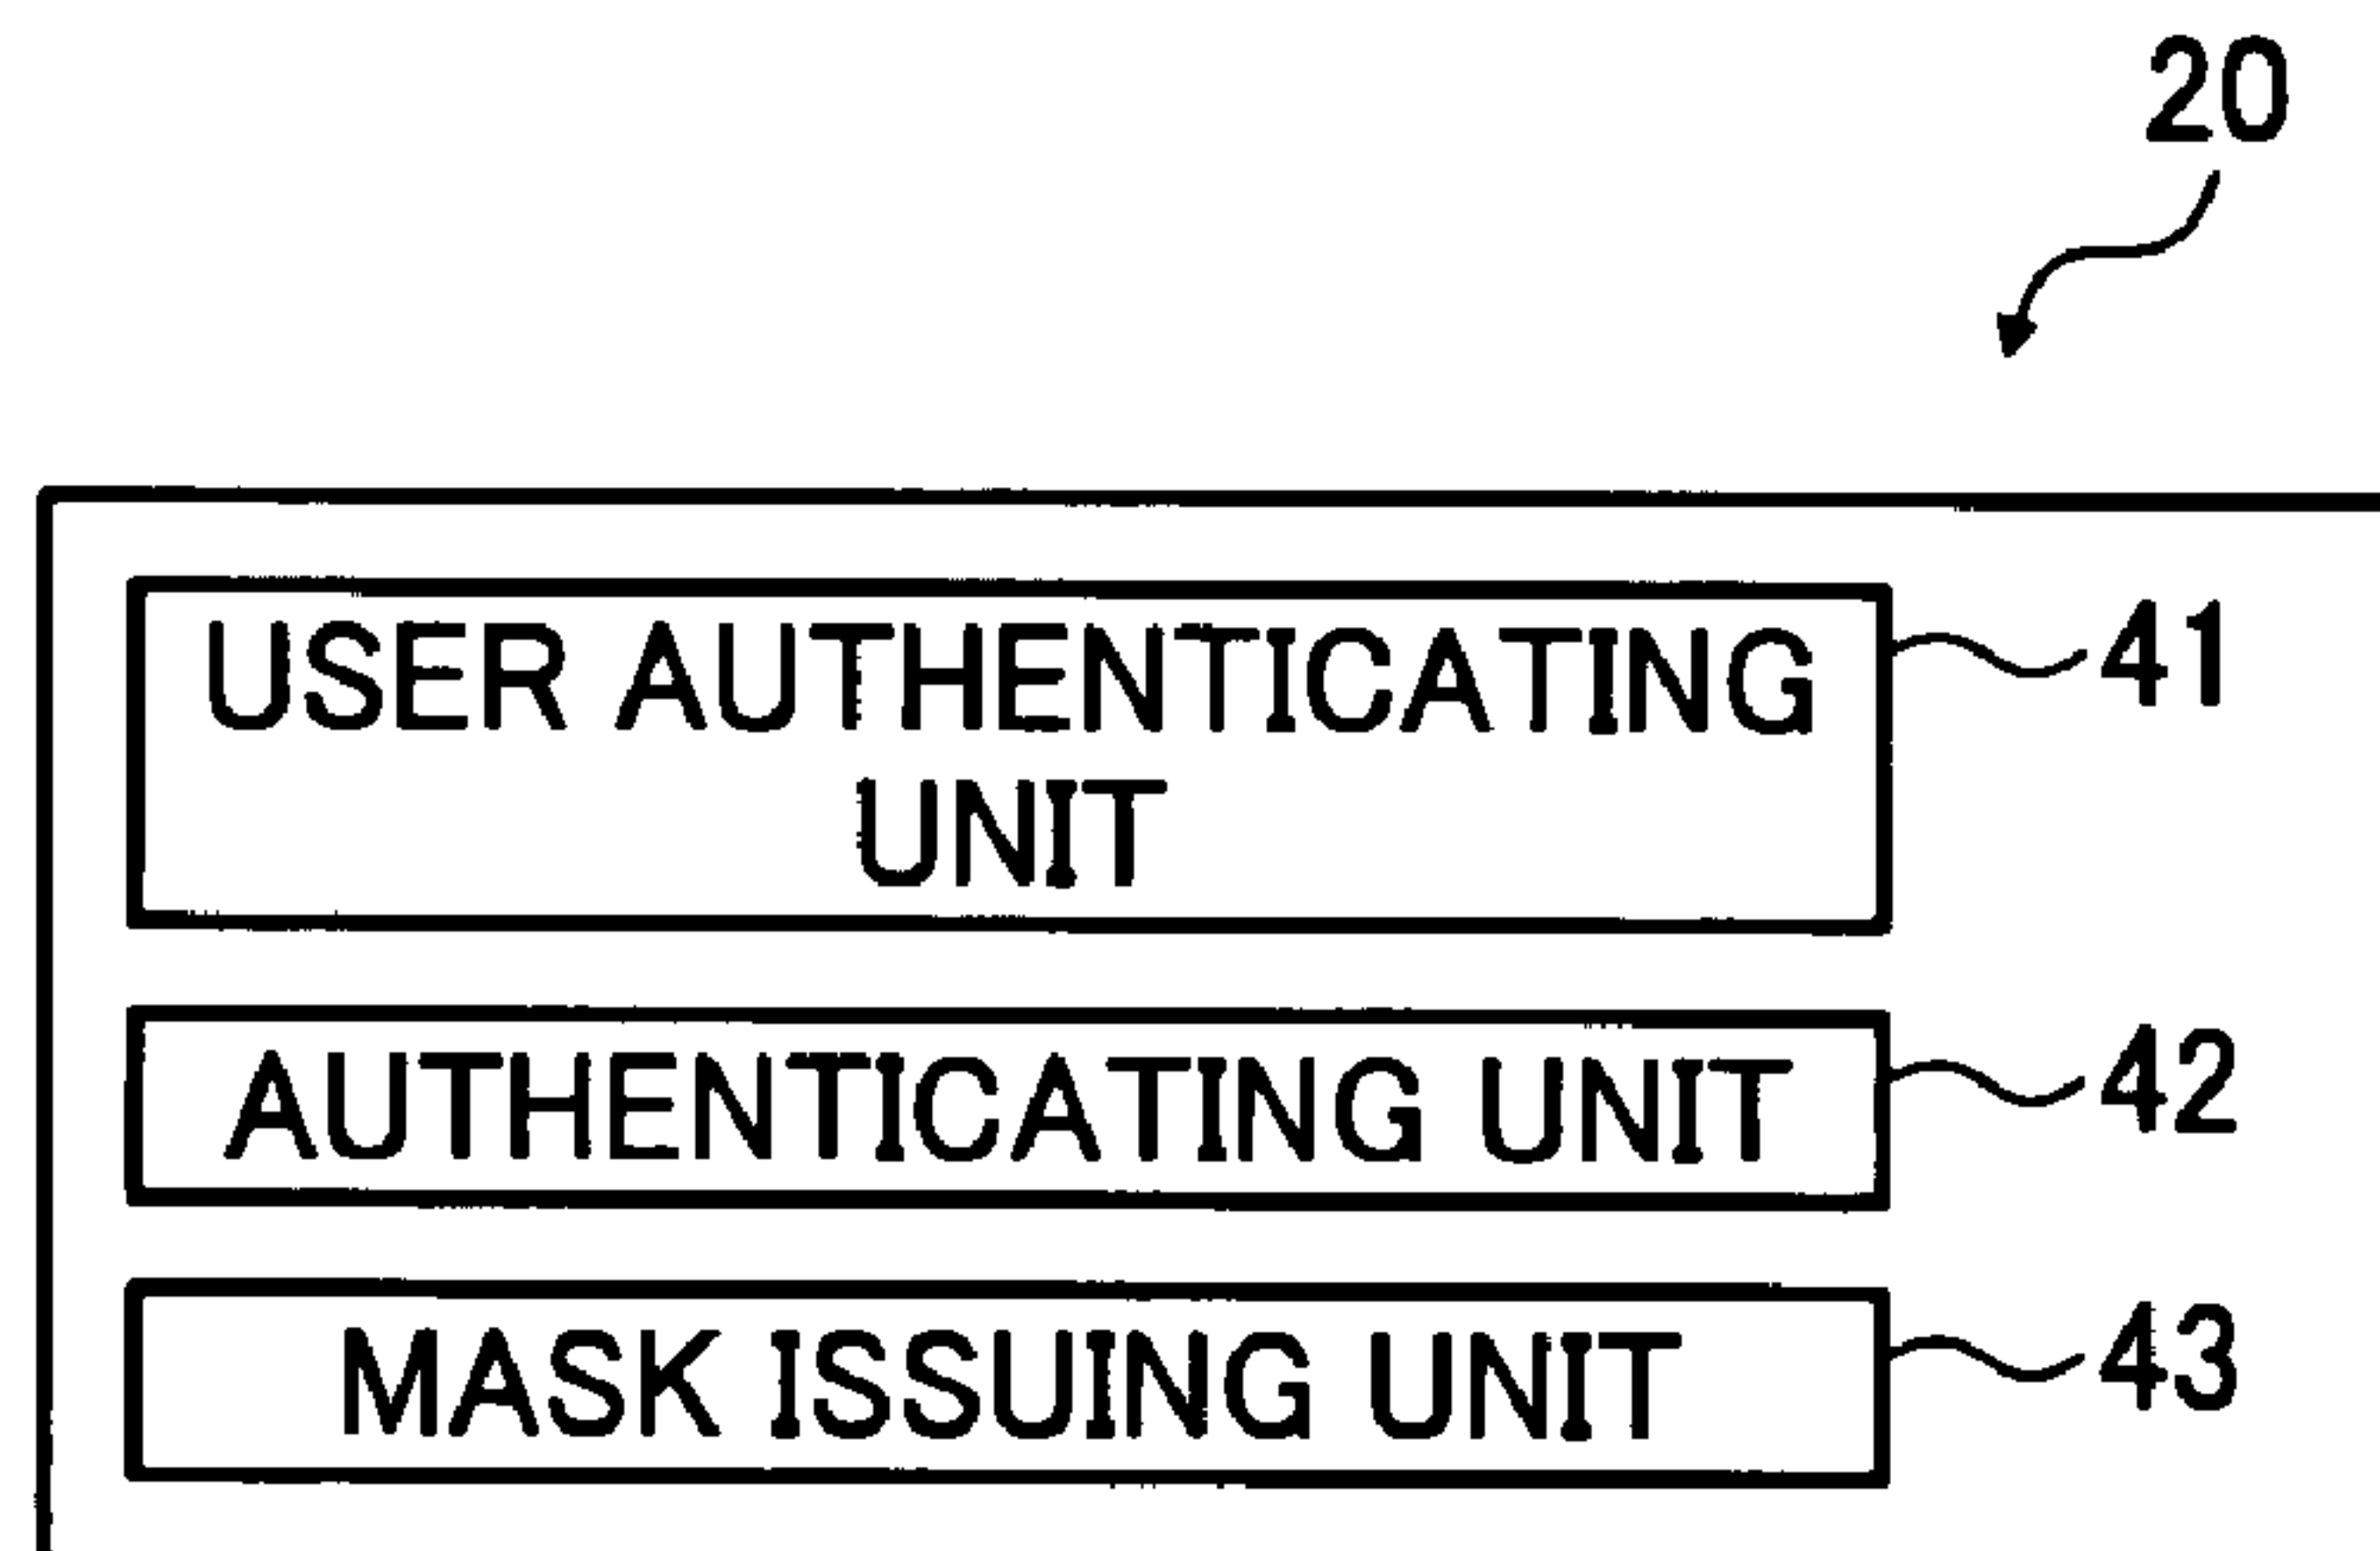 20
USER AUTHENTICATING
UNIT
41
AUTHENTICATING UNIT
42
MASK ISSUING UNIT
43